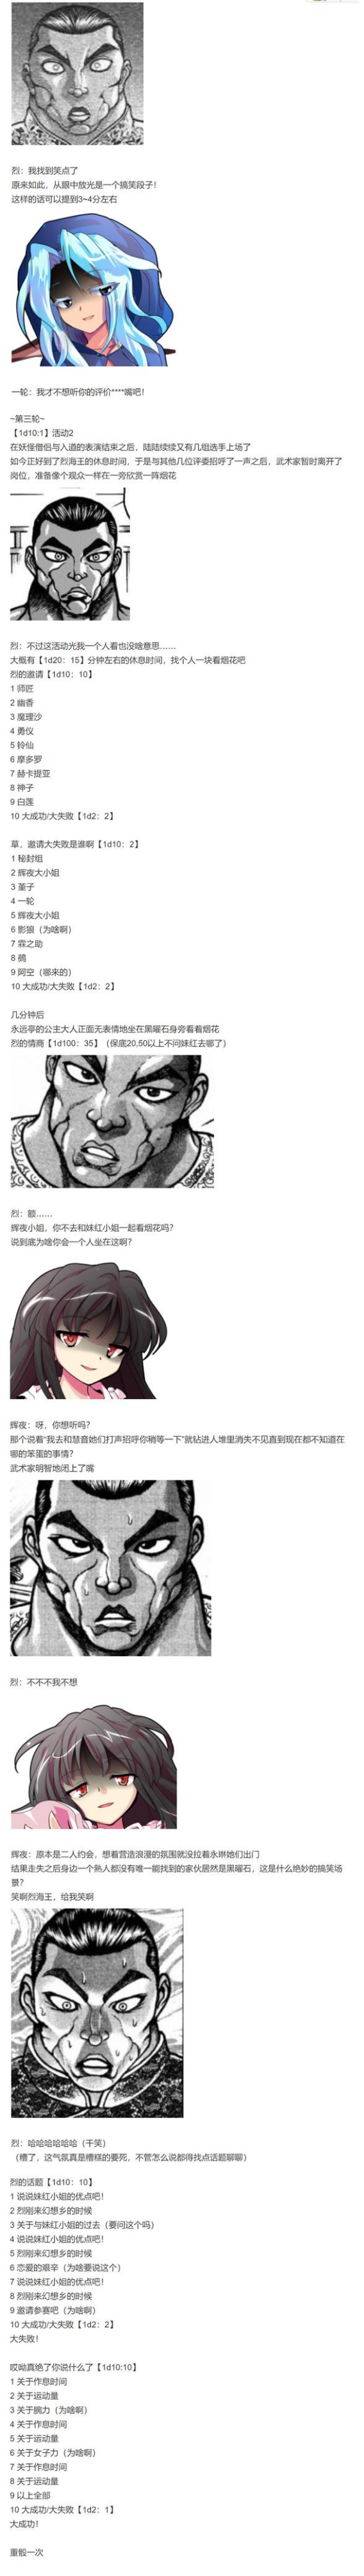 烈：我找到笑点了
原来如此，从眼中放光是一个搞笑段子！
这样的话可以提到3~4分左右
一轮：我才不想听你的评价****嘴吧！
~第三轮~
【1d10:1】活动2
在妖怪僧侣与入道的表演结束之后，陆陆续续又有几组选手上场了
如今正好到了烈海王的休息时间，于是与其他几位评委招呼了一声之后，武术家暂时离开了
岗位，准备像个观众一样在一旁欣赏一阵烟花
烈：不过这活动光我一个人看也没啥意思……
大概有【1d20：15】分钟左右的休息时间，找个人一块看烟花吧
烈的邀请【1d10：10】
1 师匠
2 幽香
3 魔理沙
4 勇仪
5 铃仙
6 摩多罗
7 赫卡提亚
8 神子
9 白莲
10 大成功/大失败【1d2：2】
草，邀请大失败是谁啊【1d10：2】
1 秘封组
2 辉夜大小姐
3 堇子
4 一轮
5 辉夜大小姐
6 影狼（为啥啊）
7 霖之助
8 鵺
9 阿空（哪来的）
10 大成功/大失败【1d2：2】
几分钟后
永远亭的公主大人正面无表情地坐在黑曜石身旁看着烟花
烈的情商【1d100：35】（保底20,50以上不问妹红去哪了）
烈：额……
辉夜小姐，你不去和妹红小姐一起看烟花吗？
说到底为啥你会一个人坐在这啊？
辉夜：呀，你想听吗？
那个说着“我去和慧音她们打声招呼你稍等一下”就钻进人堆里消失不见直到现在都不知道在
哪的笨蛋的事情？
武术家明智地闭上了嘴
烈：不不不我不想
辉夜：原本是二人约会，想着营造浪漫的氛围就没拉着永琳她们出门
结果走失之后身边一个熟人都没有唯一能找到的家伙居然是黑曜石，这是什么绝妙的搞笑场
景？
笑啊烈海王，给我笑啊
烈：哈哈哈哈哈哈（干笑）
（槽了，这气氛真是糟糕的要死，不管怎么说都得找点话题聊聊）
烈的话题【1d10：10】
1 说说妹红小姐的优点吧！
2 烈刚来幻想乡的时候
3 关于与妹红小姐的过去（要问这个吗）
4 说说妹红小姐的优点吧！
5 烈刚来幻想乡的时候
6 恋爱的艰辛（为啥要说这个）
7 说说妹红小姐的优点吧！
8 烈刚来幻想乡的时候
9 邀请参赛吧（为啥啊）
10 大成功/大失败【1d2：2】
大失败！
哎呦真绝了你说什么了【1d10:10】
1 关于作息时间
2 关于运动量
3 关于腕力（为啥啊）
4 关于作息时间
5 关于运动量
6 关于女子力（为啥啊）
7 关于作息时间
8 关于运动量
9 以上全部
10 大成功/大失败【1d2：1】
大成功！
重骰一次